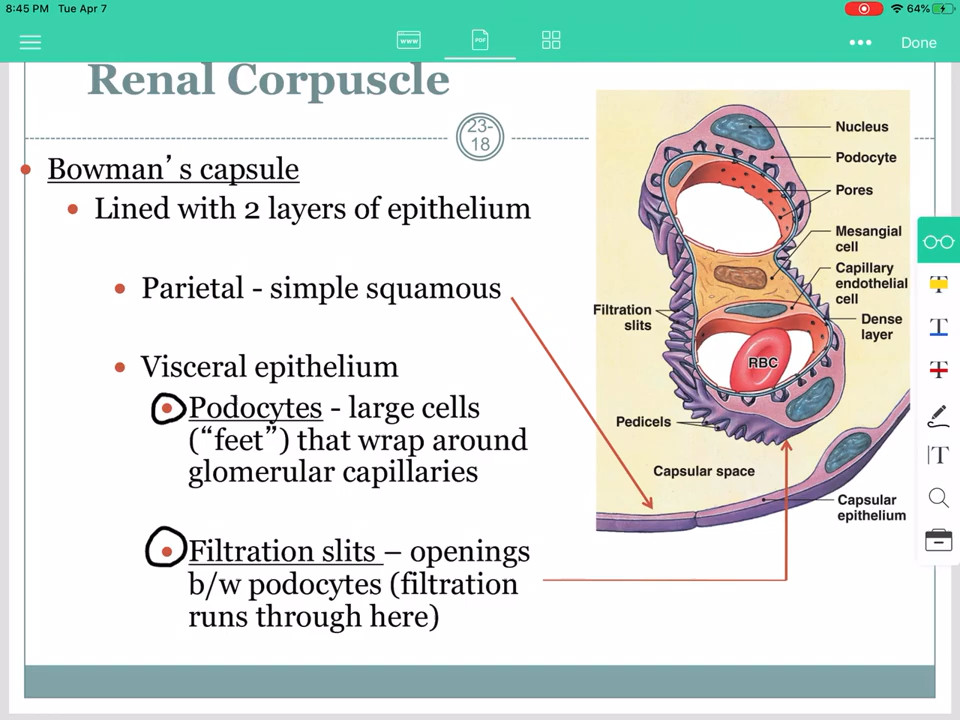 8:45 PM Tue Apr 7
64%
WWW
PDF
Done
Renal Corpuscle
23-
18
Bowman’s capsule
Lined with 2 layers of epithelium
Parietal - simple squamous
Visceral epithelium
Podocytes - large cells
(“feet”) that wrap around
glomerular capillaries
Filtration slits – openings
b/w podocytes (filtration
runs through here)
Nucleus
Podocyte
Pores
Mesangial
cell
Capillary
endothelial
cell
Dense
layer
Filtration
slits
RBC
Pedicels
Capsular space
Capsular
epithelium
T
T
T
T